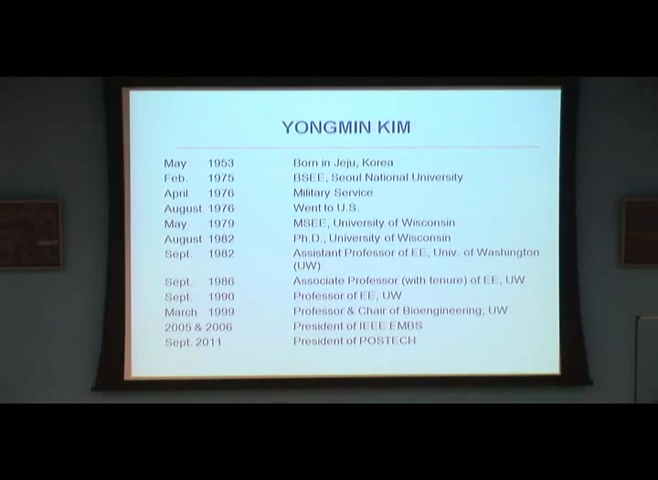 YONGMIN KIM
May 1953 Born in Jeju, Korea
Feb. 1975 BSEE, Seoul National University
April 1976 Military Service
August 1976 Went to U.S.
May 1979 MSEE, University of Wisconsin
August 1982 Ph.D., University of Wisconsin
Sept. 1982 Assistant Professor of EE, Univ. of Washington
(UW)
Sept. 1986 Associate Professor (with tenure) of EE, UW
Sept. 1990 Professor of EE, UW
March 1999 Professor & Chair of Bioengineering, UW
2005 & 2006 President of IEEE EMBS
Sept. 2011 President of POSTECH